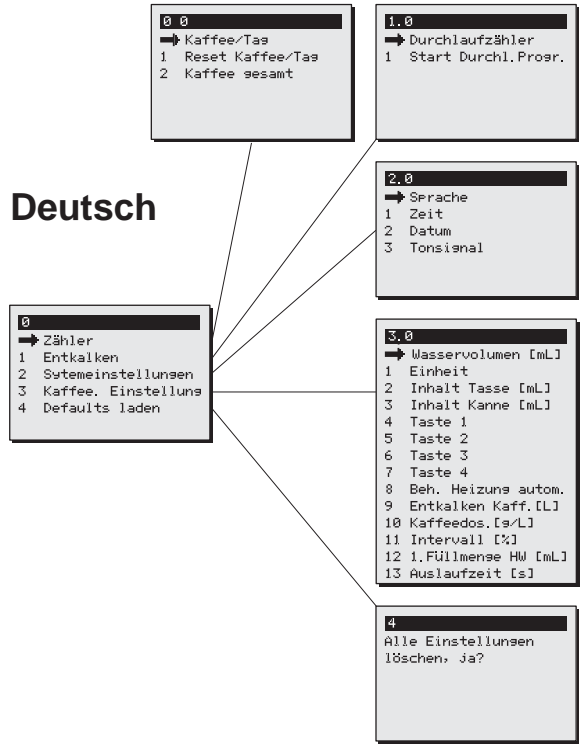 0 0
Kaffee/Tag
1 Reset Kaffee/Tag
2 Kaffee gesamt
1.0
Durchlaufzähler
1 Start Durchl.Progr.
Deutsch
2.0
Sprache
1 Zeit
2 Datum
3 Tonsignal
0
Zähler
1 Entkalken
2 Sytemeinstellungen
3 Kaffee. Einstellung
4 Defaults laden
3.0
Wasservolumen [mL]
1 Einheit
2 Inhalt Tasse [mL]
3 Inhalt Kanne [mL]
4 Taste 1
5 Taste 2
6 Taste 3
7 Taste 4
8 Beh. Heizung autom.
9 Entkalken Kaff.[L]
10 Kaffeedos.[g/L]
11 Intervall [%]
12 1.Füllmenge HW [mL]
13 Auslaufzeit [s]
4
Alle Einstellungen
löschen, ja?